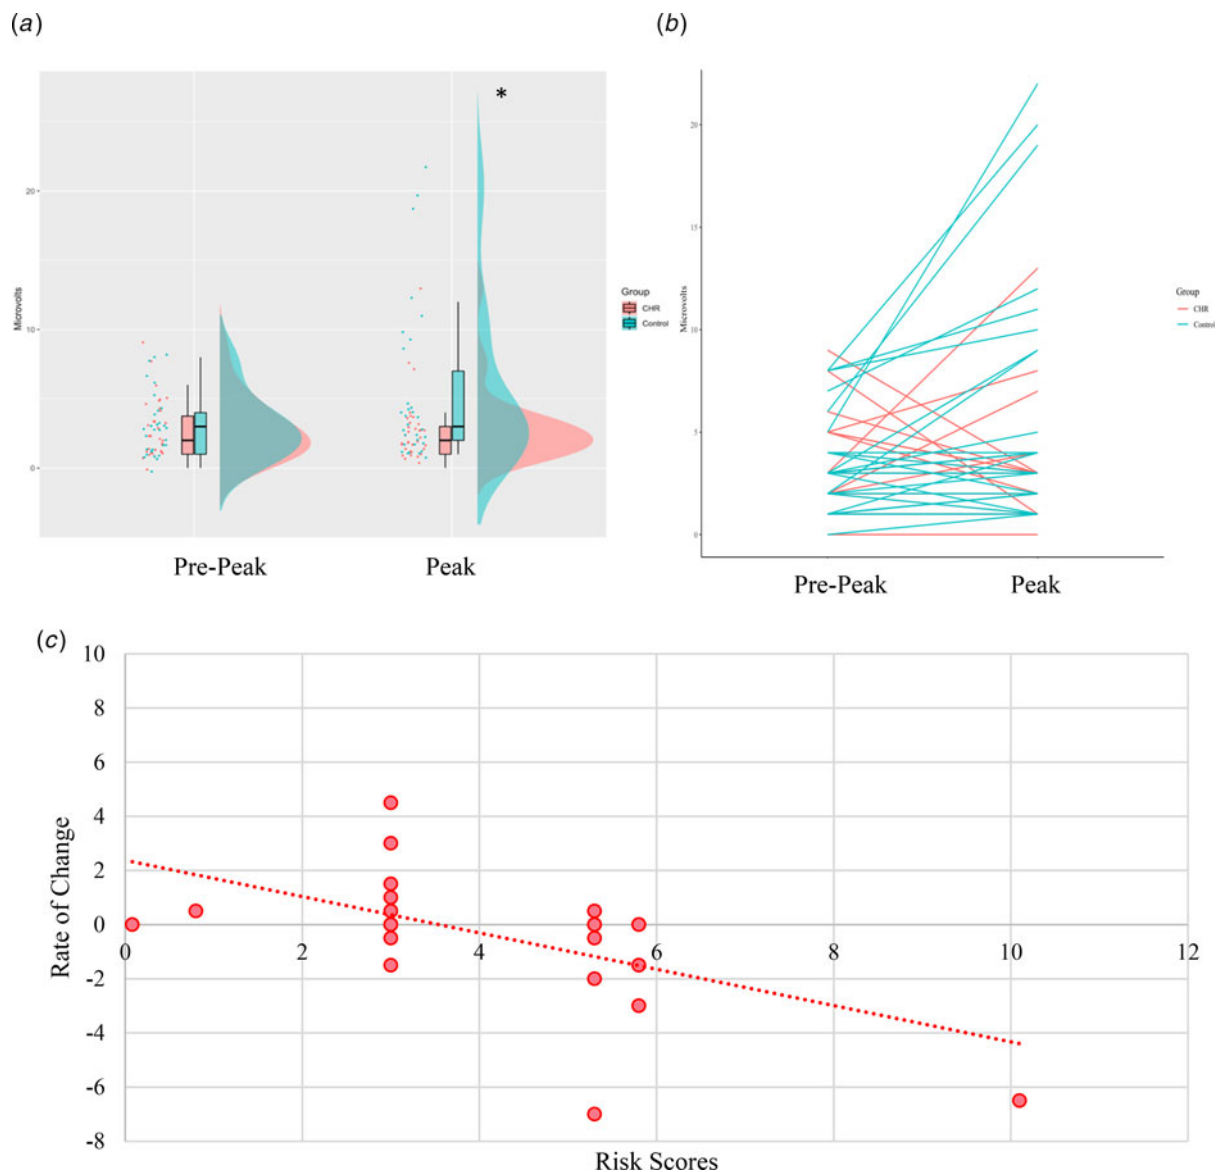 (a)
*
20
10
0
Microvolts
Group
CHR
Control
Pre-Peak Peak
(b)
20
15
10
5
0
Microvolts
Group
CHR
Control
Pre-Peak Peak
(c)
10
8
6
4
2
0
-2
-4
-6
-8
Rate of Change
0 2 4 6 8 10 12
Risk Scores